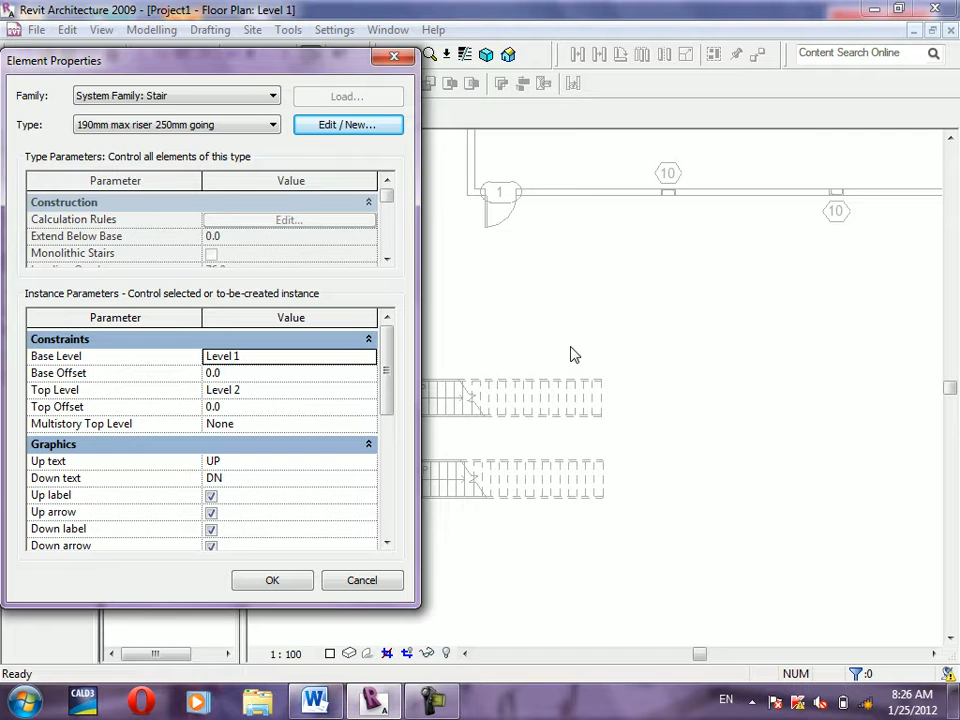 Revit Architecture 2009 - [Project1 - Floor Plan: Level 1]
File Edit View Modelling Drafting Site Tools Settings Window Help
Element Properties
Content Search Online
Family: System Family: Stair Load...
Type: 190mm max riser 250mm going Edit / New...
Type Parameters: Control all elements of this type
Parameter Value
Construction
Calculation Rules Edit...
Extend Below Base 0.0
Monolithic Stairs
Instance Parameters - Control selected or to-be-created instance
Parameter Value
Constraints
Base Level Level 1
Base Offset 0.0
Top Level Level 2
Top Offset 0.0
Multistory Top Level None
Graphics
Up text UP
Down text DN
Up label
Up arrow
Down label
Down arrow
OK Cancel
10
1
10
1 : 100
Ready NUM :0
CALD3 W EN 8:26 AM
1/25/2012